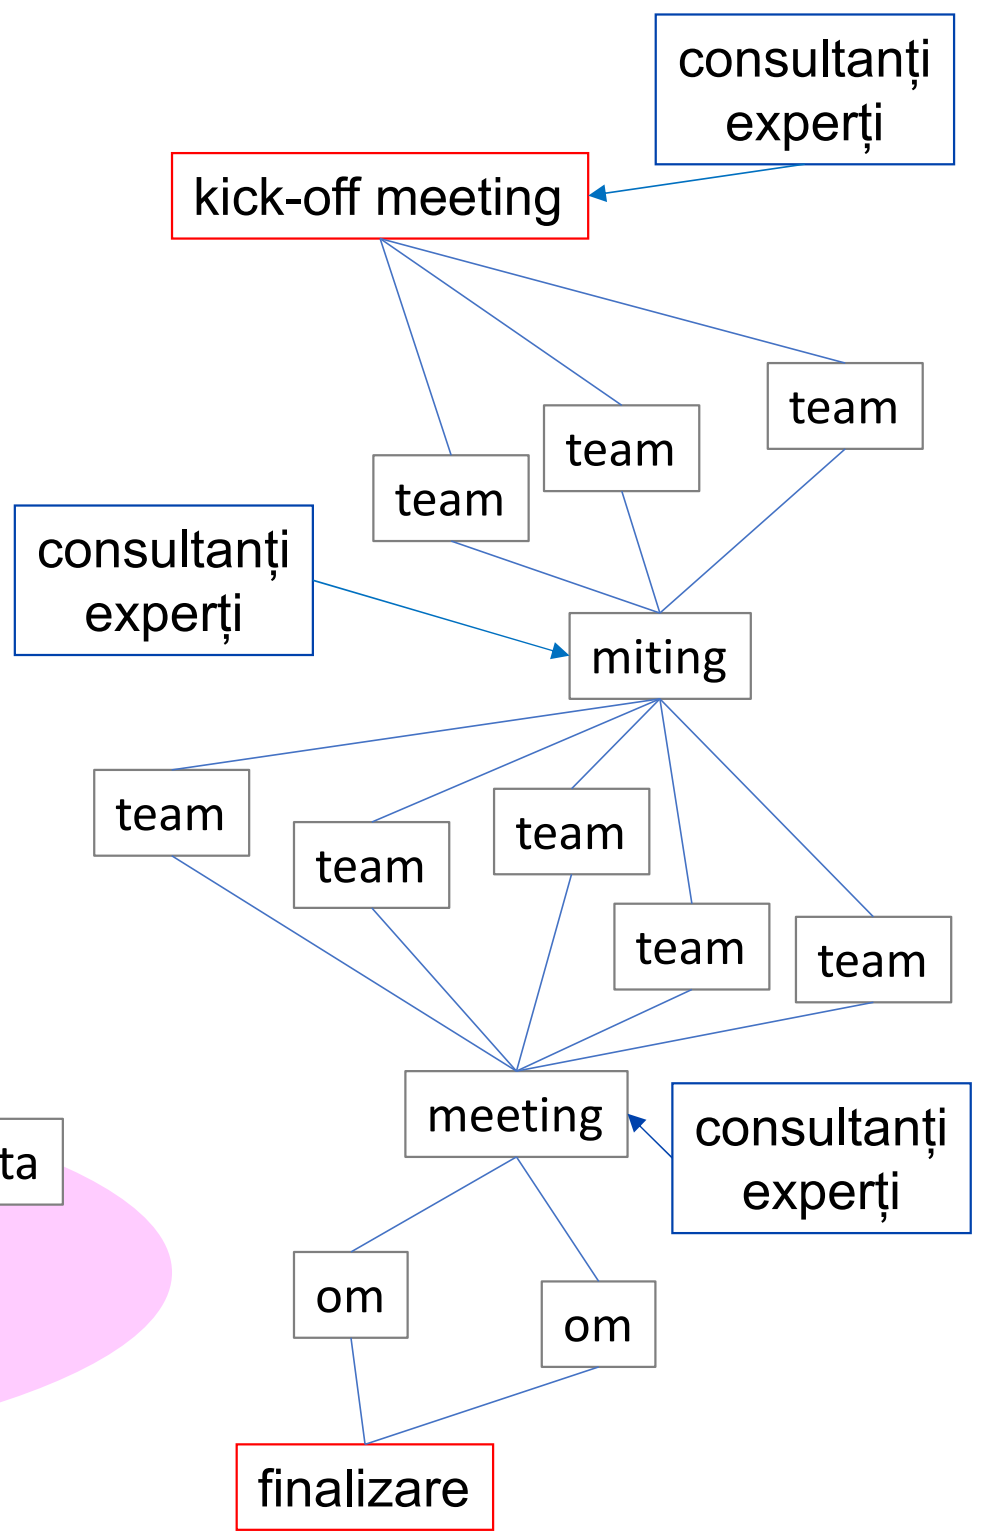 consultanți
experți
kick-off meeting
team
team
team
consultanți
experți
miting
team
team
team
team
team
meeting
consultanți
experți
ta
om
om
finalizare